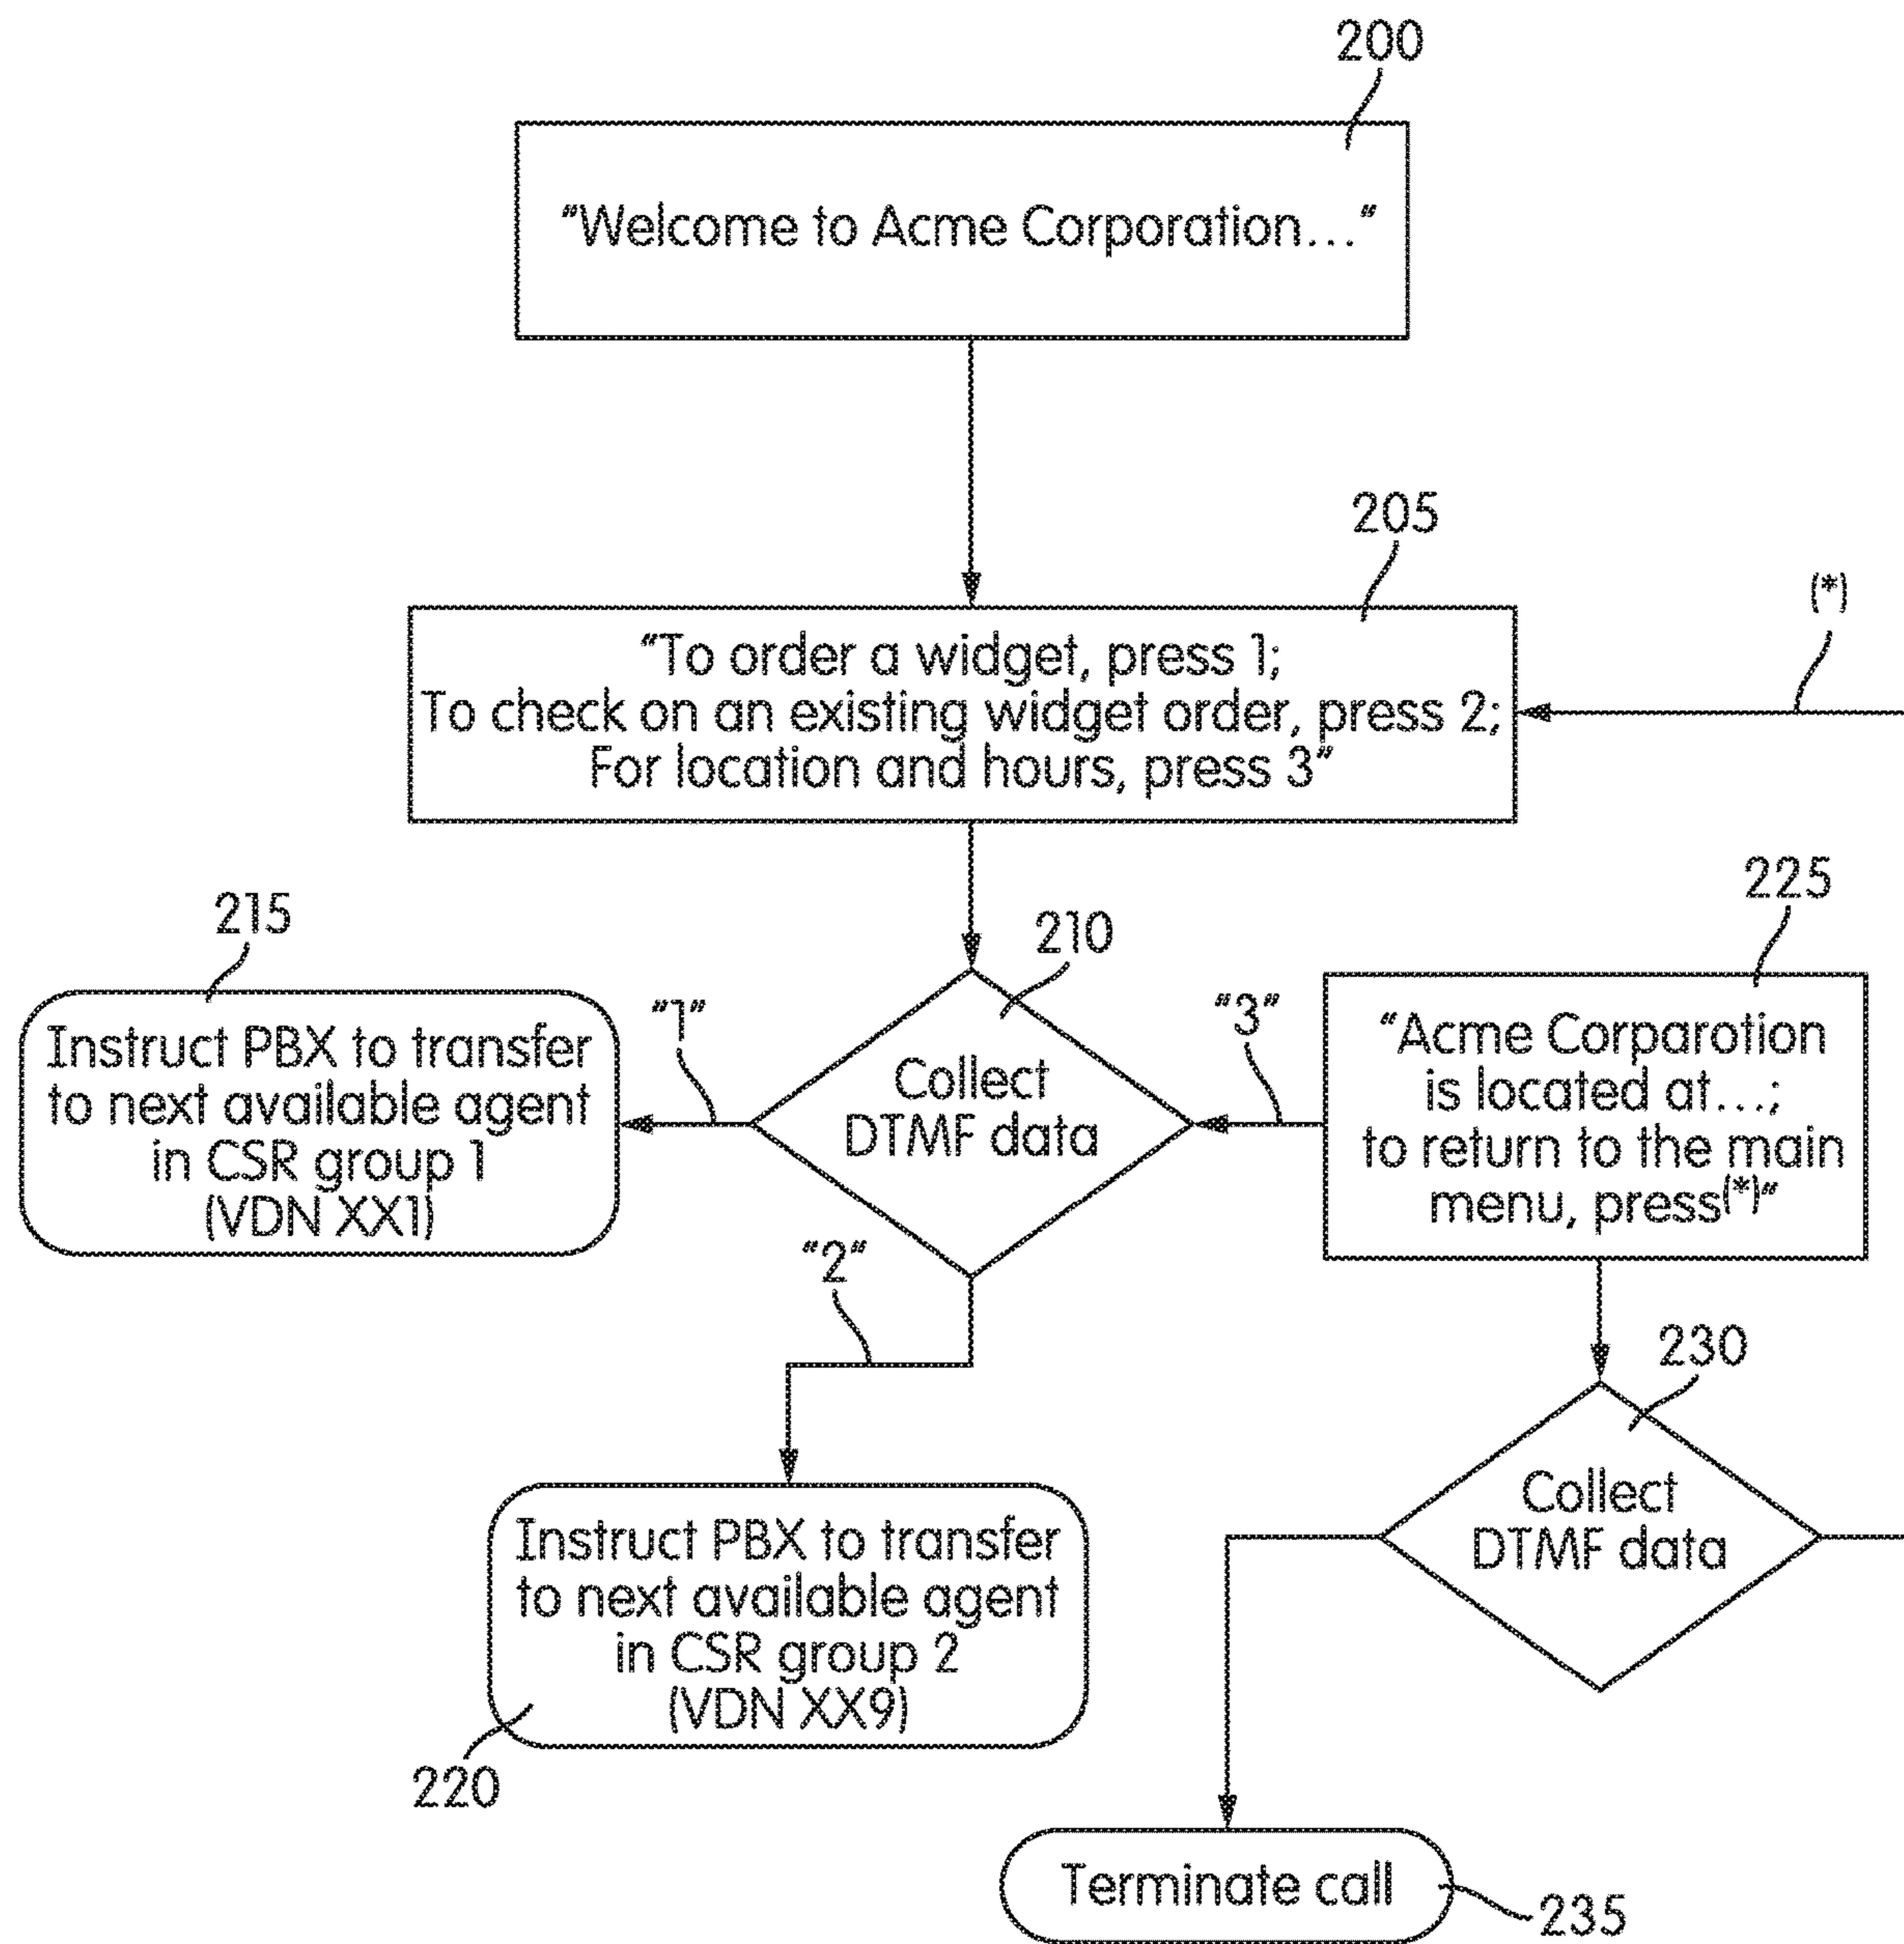 200
"Welcome to Acme Corporation..."
205
(*)
"To order a widget, press 1;
To check on an existing widget order, press 2;
For location and hours, press 3"
215
210
225
Instruct PBX to transfer
to next available agent
in CSR group 1
(VDN XX1)
"1"
Collect
DTMF data
"3"
"Acme Corparotion
is located at...;
to return to the main
menu, press(*)"
"2"
230
Instruct PBX to transfer
to next available agent
in CSR group 2
(VDN XX9)
220
Collect
DTMF data
Terminate call
235